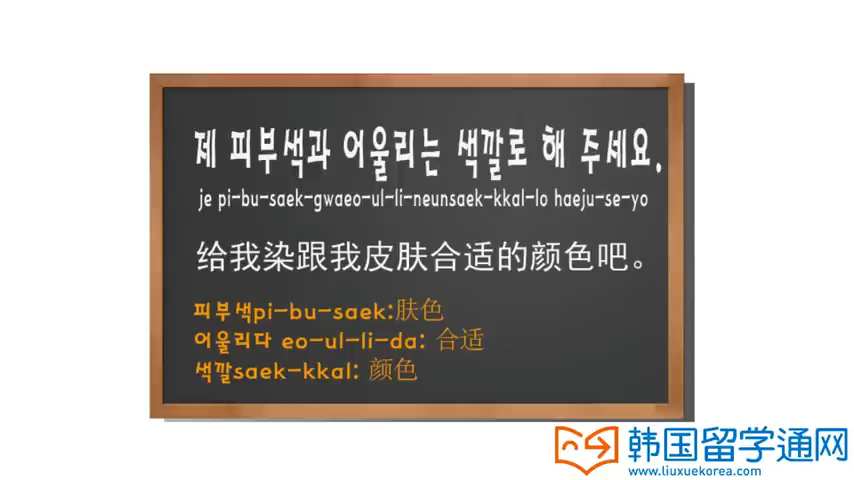 제 피부색과 어울리는 색깔로 해 주세요.
je pi-bu-saek-gwaeo-ul-li-neunsaek-kkal-lo haeju-se-yo
给我染跟我皮肤合适的颜色吧。
피부색pi-bu-saek:肤色
어울리다 eo-ul-li-da: 合适
색깔saek-kkal: 颜色
韩国留学通网
www.liuxuekorea.com